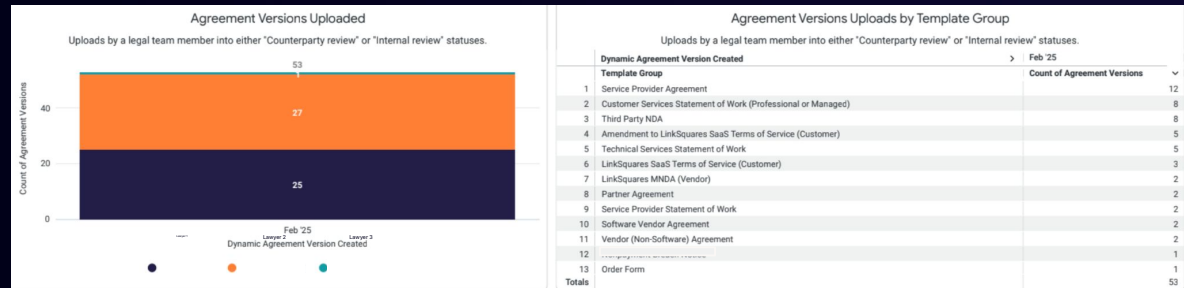 Agreement Versions Uploaded
Uploads by a legal team member into either "Counterparty review" or "Internal review" statuses.
53
1
27
25
40
20
0
Count of Agreement Versions
Feb '25
Lawyer 2
Lawyer 3
Dynamic Agreement Version Created
Agreement Versions Uploads by Template Group
Uploads by a legal team member into either "Counterparty review" or "Internal review" statuses.
Dynamic Agreement Version Created > Feb '25
Template Group Count of Agreement Versions
1 Service Provider Agreement 12
2 Customer Services Statement of Work (Professional or Managed) 8
3 Third Party NDA 8
4 Amendment to LinkSquares SaaS Terms of Service (Customer) 5
5 Technical Services Statement of Work 5
6 LinkSquares SaaS Terms of Service (Customer) 3
7 LinkSquares MNDA (Vendor) 2
8 Partner Agreement 2
9 Service Provider Statement of Work 2
10 Software Vendor Agreement 2
11 Vendor (Non-Software) Agreement 2
12 1
13 Order Form 1
Totals 53